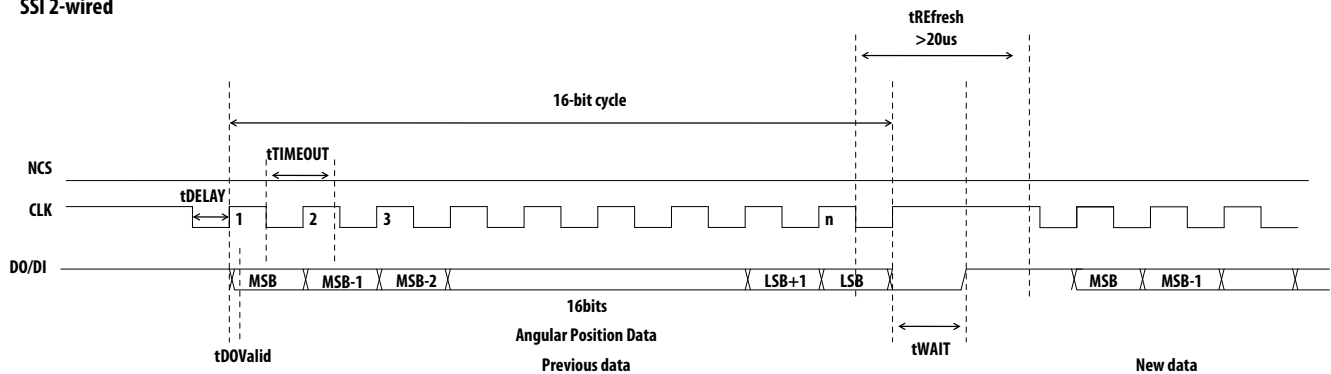 SSI 2-wired
tREfresh
>20us
16-bit cycle
tTIMEOUT
NCS
tDELAY
CLK
1
2
3
n
DO/DI
MSB
MSB-1
MSB-2
LSB+1
LSB
MSB
MSB-1
16bits
Angular Position Data
tDOValid
Previous data
tWAIT
New data